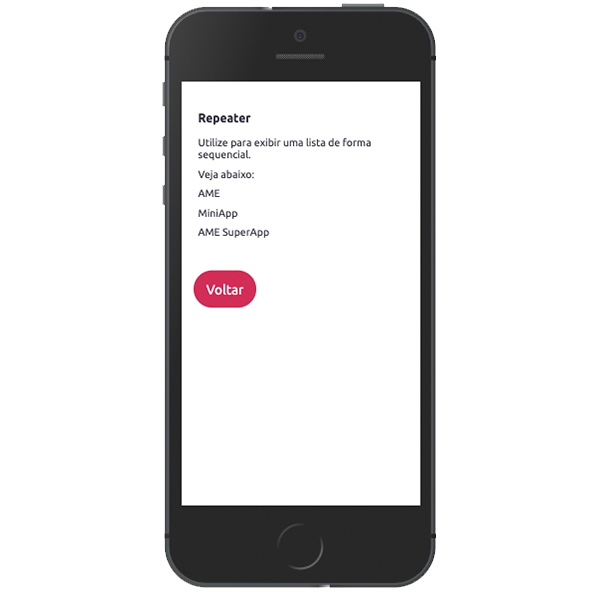 Repeater
Utilize para exibir uma lista de forma
sequencial.
Veja abaixo:
AME
MiniApp
AME SuperApp
Voltar